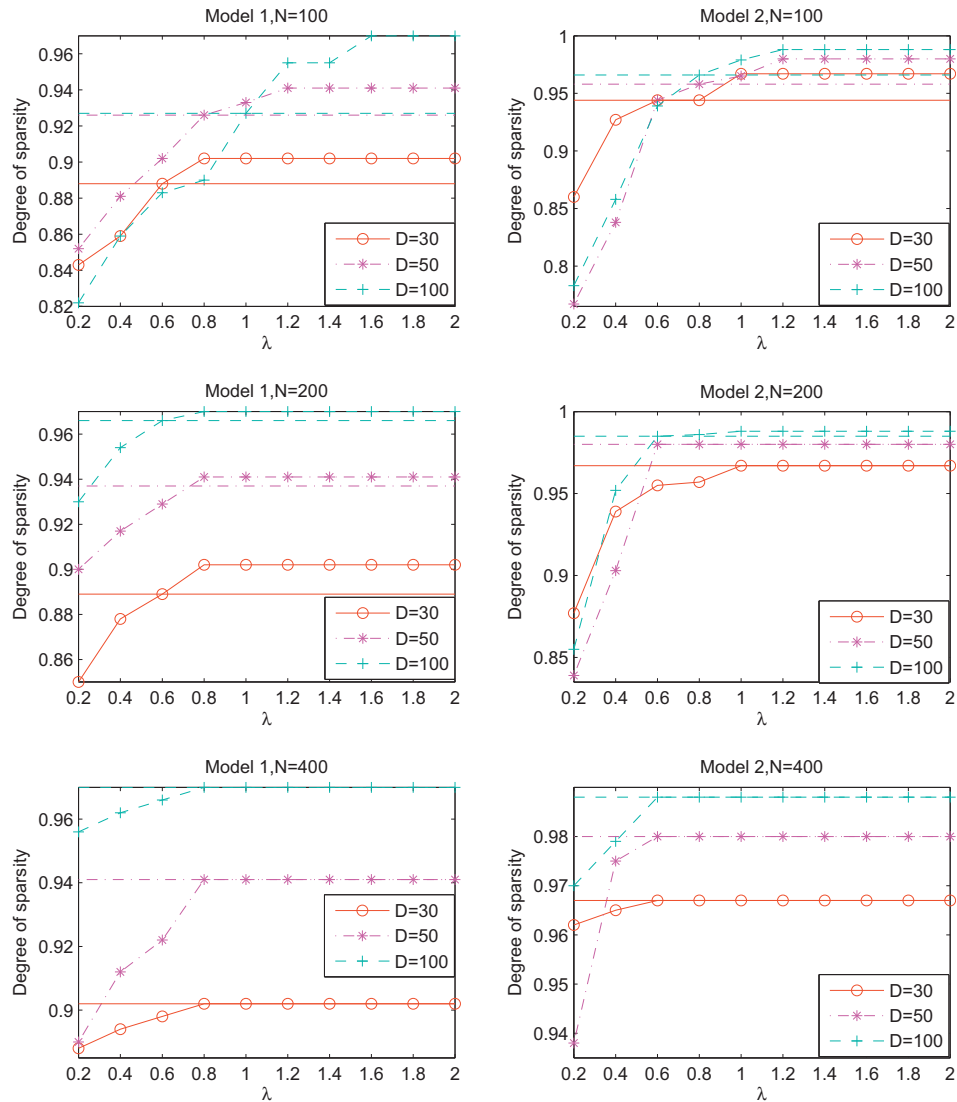 Model 1,N=100
Degree of sparsity
0.96
0.94
0.92
0.9
0.88
0.86
0.84
0.82
0.2 0.4 0.6 0.8 1 1.2 1.4 1.6 1.8 2
λ
D=30
D=50
D=100
Model 2,N=100
Degree of sparsity
1
0.95
0.9
0.85
0.8
0.2 0.4 0.6 0.8 1 1.2 1.4 1.6 1.8 2
λ
D=30
D=50
D=100
Model 1,N=200
Degree of sparsity
0.96
0.94
0.92
0.9
0.88
0.86
0.2 0.4 0.6 0.8 1 1.2 1.4 1.6 1.8 2
λ
D=30
D=50
D=100
Model 2,N=200
Degree of sparsity
1
0.95
0.9
0.85
0.2 0.4 0.6 0.8 1 1.2 1.4 1.6 1.8 2
λ
D=30
D=50
D=100
Model 1,N=400
Degree of sparsity
0.96
0.94
0.92
0.9
0.2 0.4 0.6 0.8 1 1.2 1.4 1.6 1.8 2
λ
D=30
D=50
D=100
Model 2,N=400
Degree of sparsity
0.98
0.97
0.96
0.95
0.94
0.2 0.4 0.6 0.8 1 1.2 1.4 1.6 1.8 2
λ
D=30
D=50
D=100